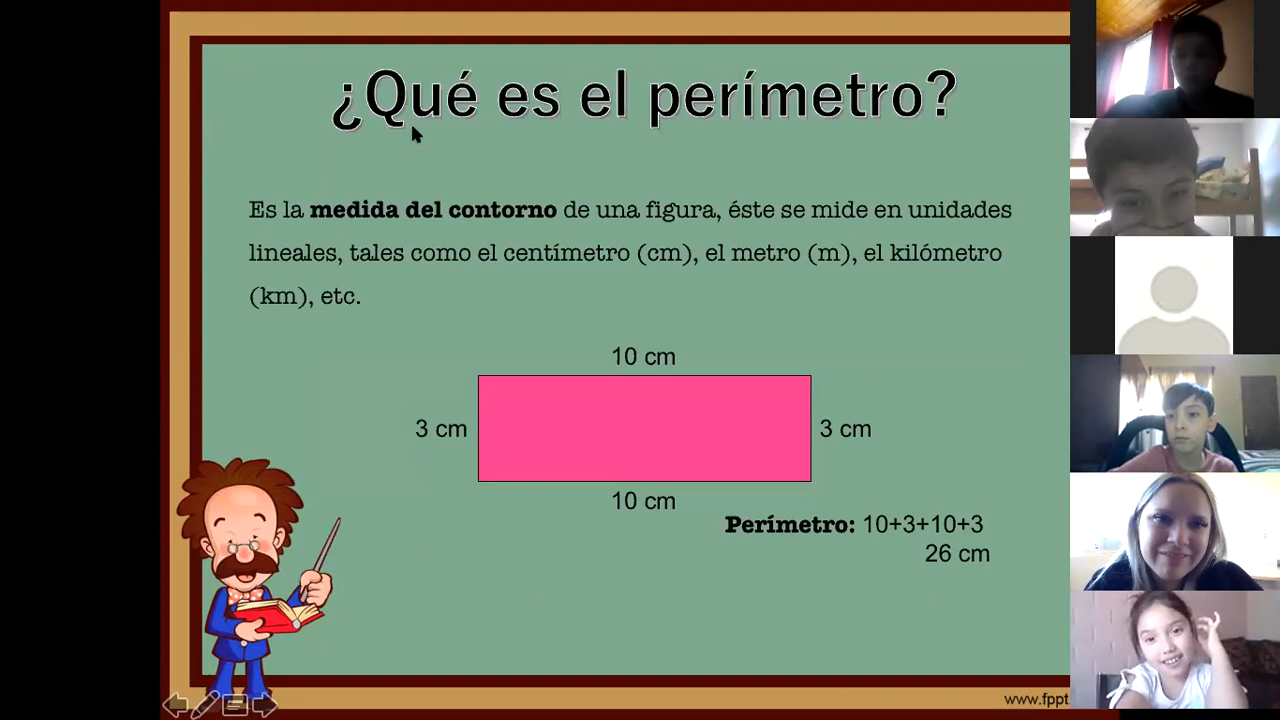 ¿Qué es el perímetro?
Es la medida del contorno de una figura, éste se mide en unidades
lineales, tales como el centímetro (cm), el metro (m), el kilómetro
(km), etc.
10 cm
3 cm
3 cm
10 cm
Perímetro: 10+3+10+3
26 cm
www.fppt